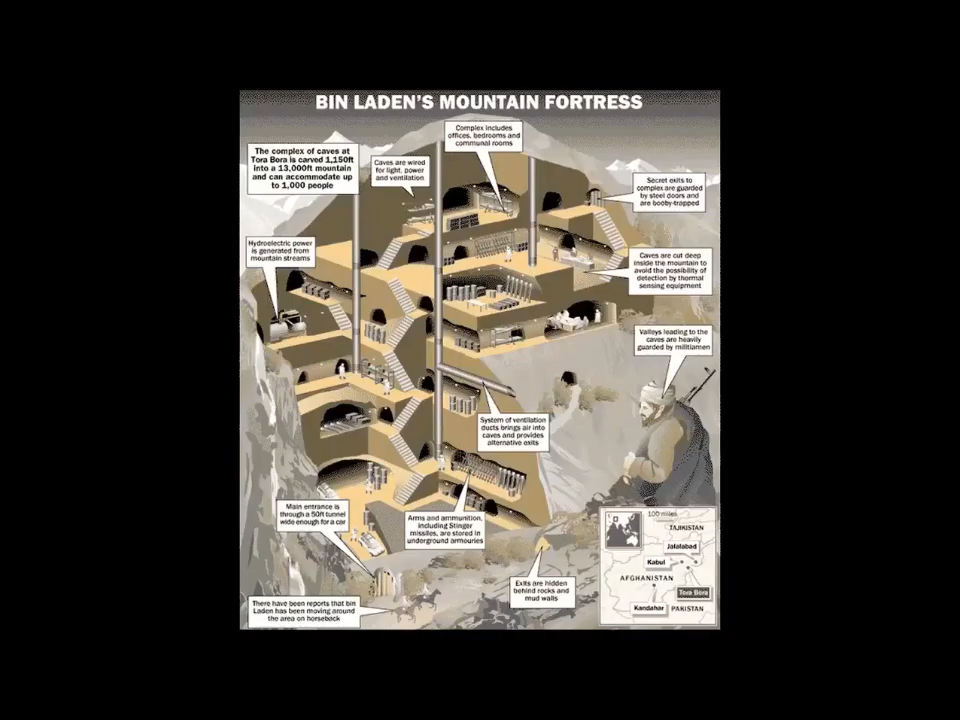 BIN LADEN'S MOUNTAIN FORTRESS
Complex includes
offices, bedrooms and
communal rooms
The complex of caves at
Tora Bora is carved 1,150ft
into a 13,000ft mountain
and can accommodate up
to 1,000 people
Caves are wired
for light, power
and ventilation
Secret exits to
complex are guarded
by steel doors and
are booby-trapped
Hydroelectric power
is generated from
mountain streams
Caves are cut deep
inside the mountain to
avoid the possibility of
detection by thermal
sensing equipment
Valleys leading to the
caves are heavily
guarded by militiamen
System of ventilation
ducts brings air into
caves and provides
alternative exits
Main entrance is
through a 50ft tunnel
wide enough for a car
Arms and ammunition,
including Stinger
missiles, are stored in
underground armouries
Exits are hidden
behind rocks and
mud walls
There have been reports that bin
Laden has been moving around
the area on horseback
100 miles
TAJIKISTAN
Jalalabad
Kabul
AFGHANISTAN
Tora Bora
Kandahar
PAKISTAN